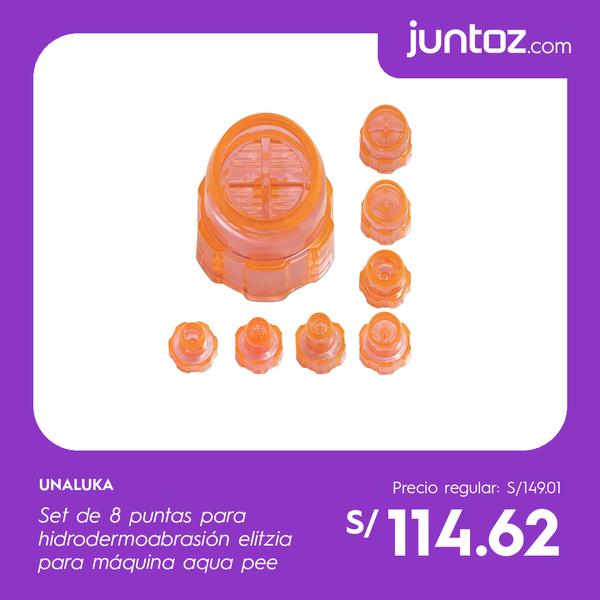 juntoz.com
UNALUKA
Set de 8 puntas para
hidrodermoabrasión elitzia
para máquina aqua pee
Precio regular: S/149.01
S/114.62